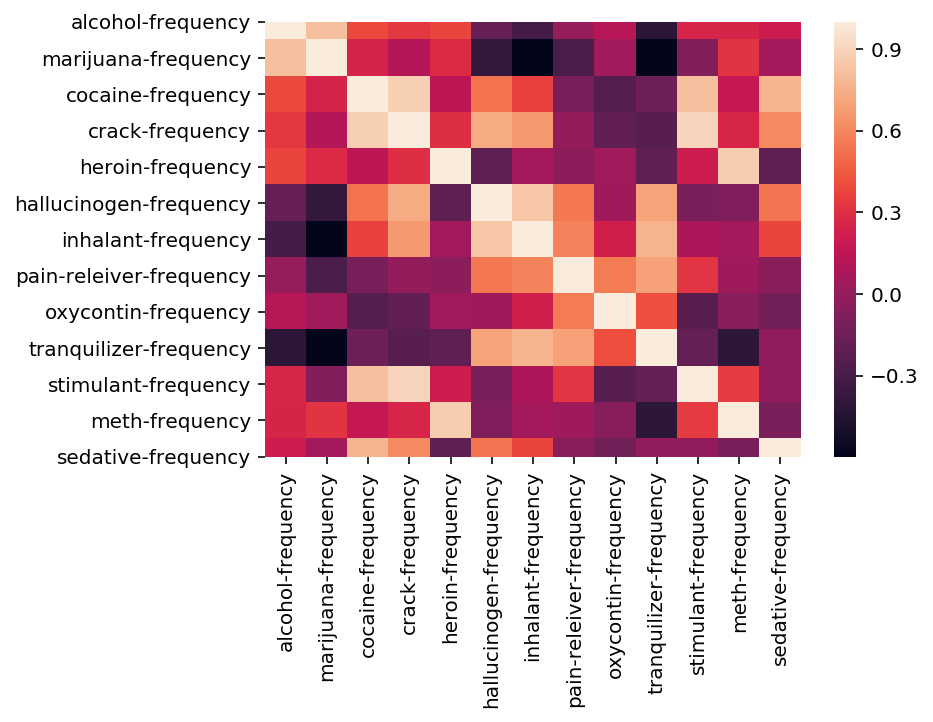 alcohol-frequency
marijuana-frequency
cocaine-frequency
crack-frequency
heroin-frequency
hallucinogen-frequency
inhalant-frequency
pain-releiver-frequency
oxycontin-frequency
tranquilizer-frequency
stimulant-frequency
meth-frequency
sedative-frequency
alcohol-frequency
marijuana-frequency
cocaine-frequency
crack-frequency
heroin-frequency
hallucinogen-frequency
inhalant-frequency
pain-releiver-frequency
oxycontin-frequency
tranquilizer-frequency
stimulant-frequency
meth-frequency
sedative-frequency
0.9
0.6
0.3
0.0
−0.3